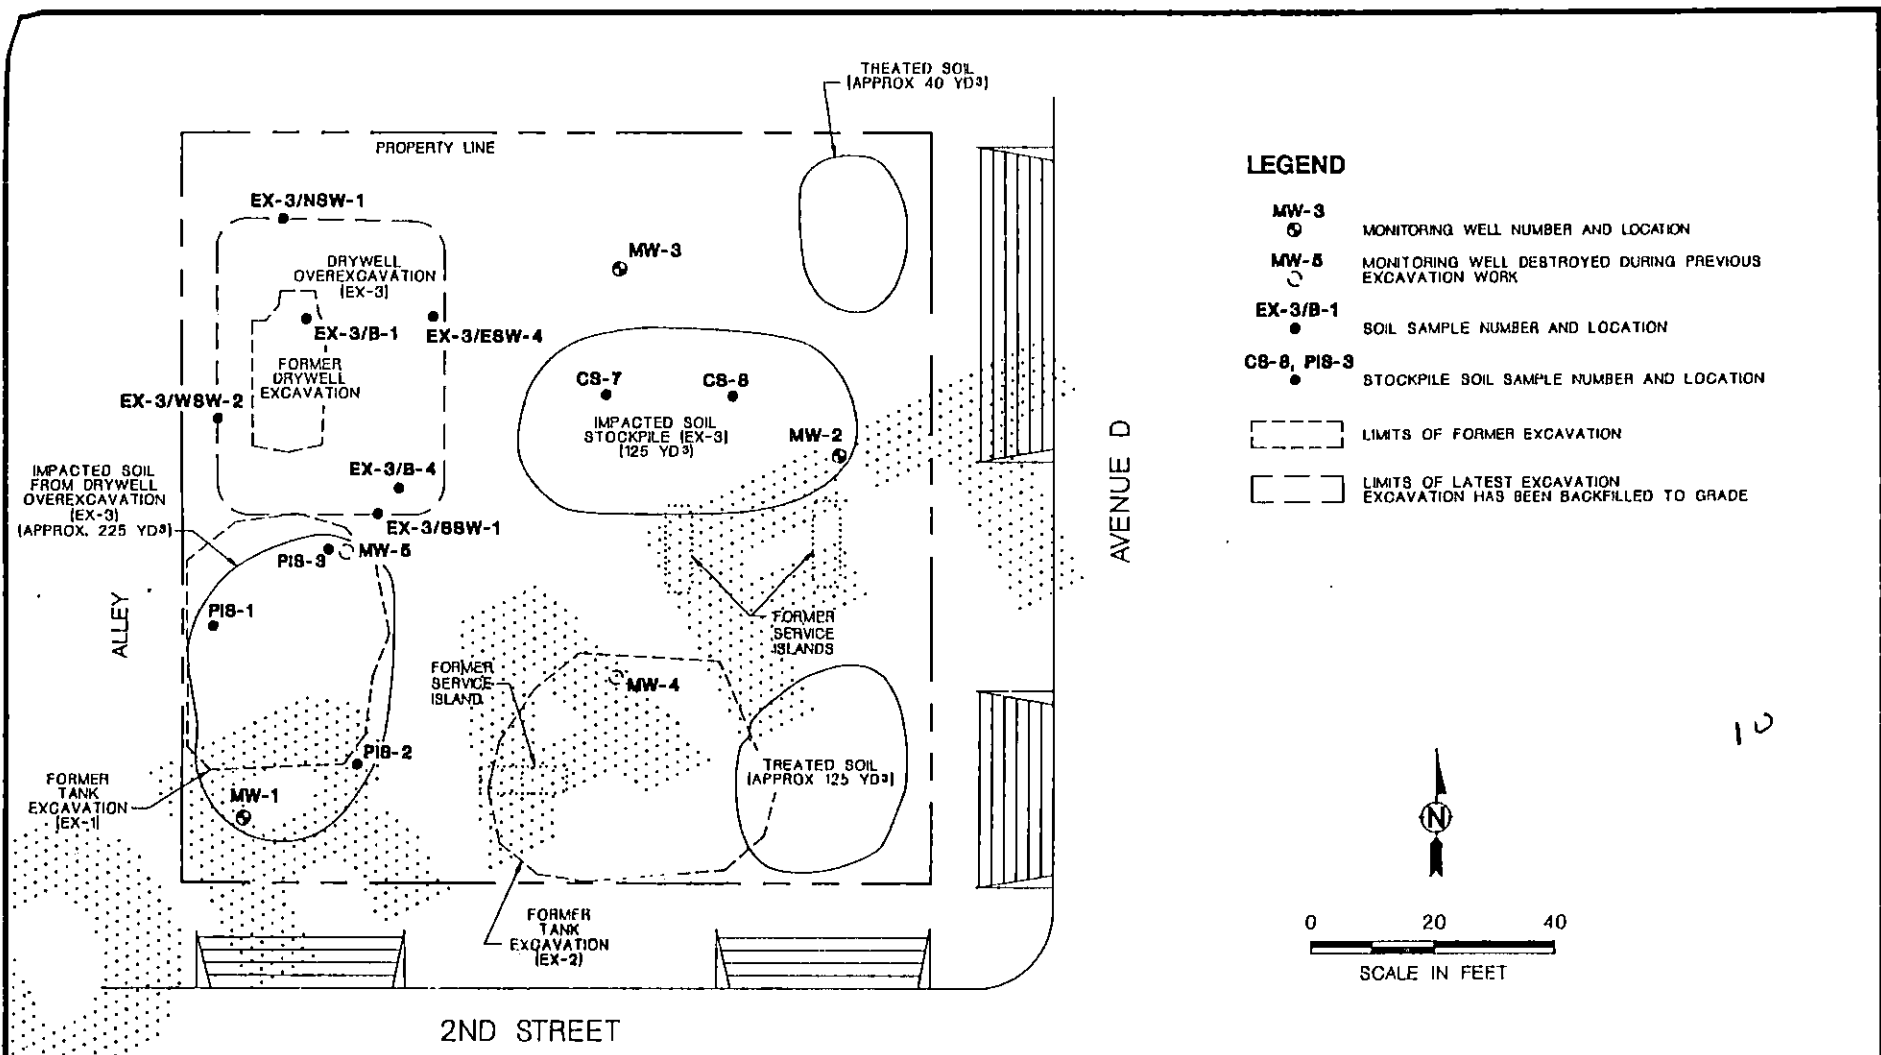 TREATED SOIL
(APPROX 40 YD³)
PROPERTY LINE
EX-3/NSW-1
DRYWELL
OVEREXCAVATION
(EX-3)
MW-3
EX-3/B-1
EX-3/ESW-4
FORMER
DRYWELL
EXCAVATION
EX-3/WSW-2
CS-7
CS-8
IMPACTED SOIL
STOCKPILE (EX-3)
(125 YD³)
MW-2
IMPACTED SOIL
FROM DRYWELL
OVEREXCAVATION
(EX-3)
(APPROX. 225 YD³)
EX-3/B-4
EX-3/SSW-1
PIS-3
MW-5
PIS-1
ALLEY
FORMER
SERVICE
ISLANDS
FORMER
SERVICE
ISLAND
MW-4
PIS-2
TREATED SOIL
(APPROX 125 YD³)
FORMER
TANK
EXCAVATION
(EX-1)
MW-1
FORMER
TANK
EXCAVATION
(EX-2)
2ND STREET
AVENUE D
LEGEND
MW-3
MONITORING WELL NUMBER AND LOCATION
MW-5
MONITORING WELL DESTROYED DURING PREVIOUS
EXCAVATION WORK
EX-3/B-1
SOIL SAMPLE NUMBER AND LOCATION
CS-8, PIS-3
STOCKPILE SOIL SAMPLE NUMBER AND LOCATION
LIMITS OF FORMER EXCAVATION
LIMITS OF LATEST EXCAVATION
EXCAVATION HAS BEEN BACKFILLED TO GRADE
10
N
0 20 40
SCALE IN FEET